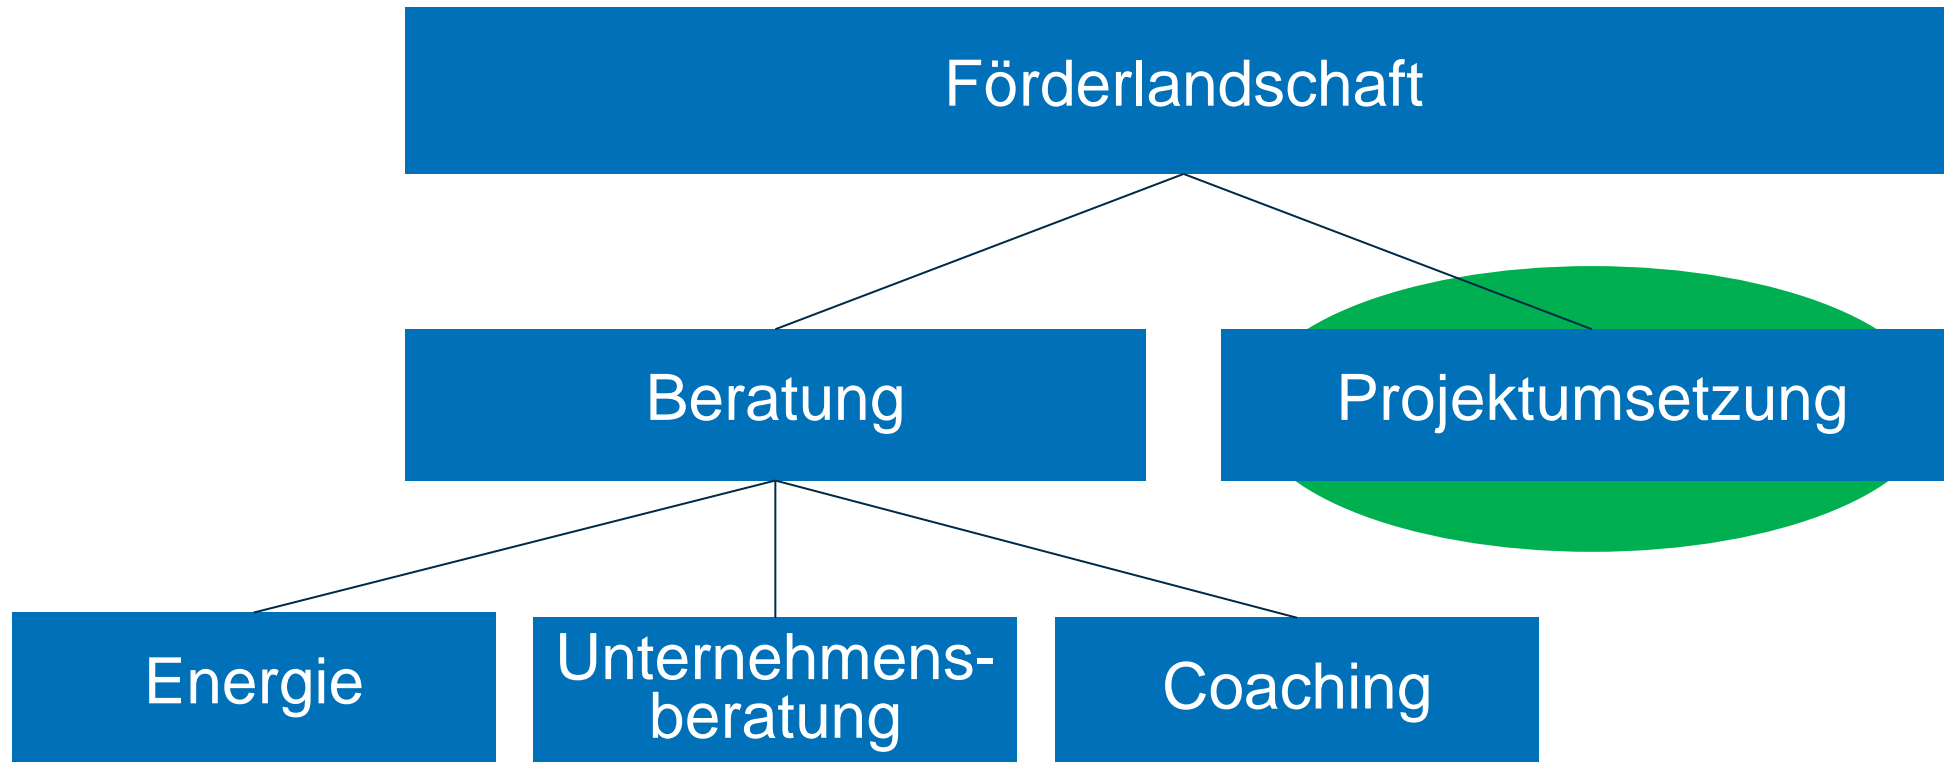 Förderlandschaft
Beratung
Projektumsetzung
Energie
Unternehmens-
beratung
Coaching